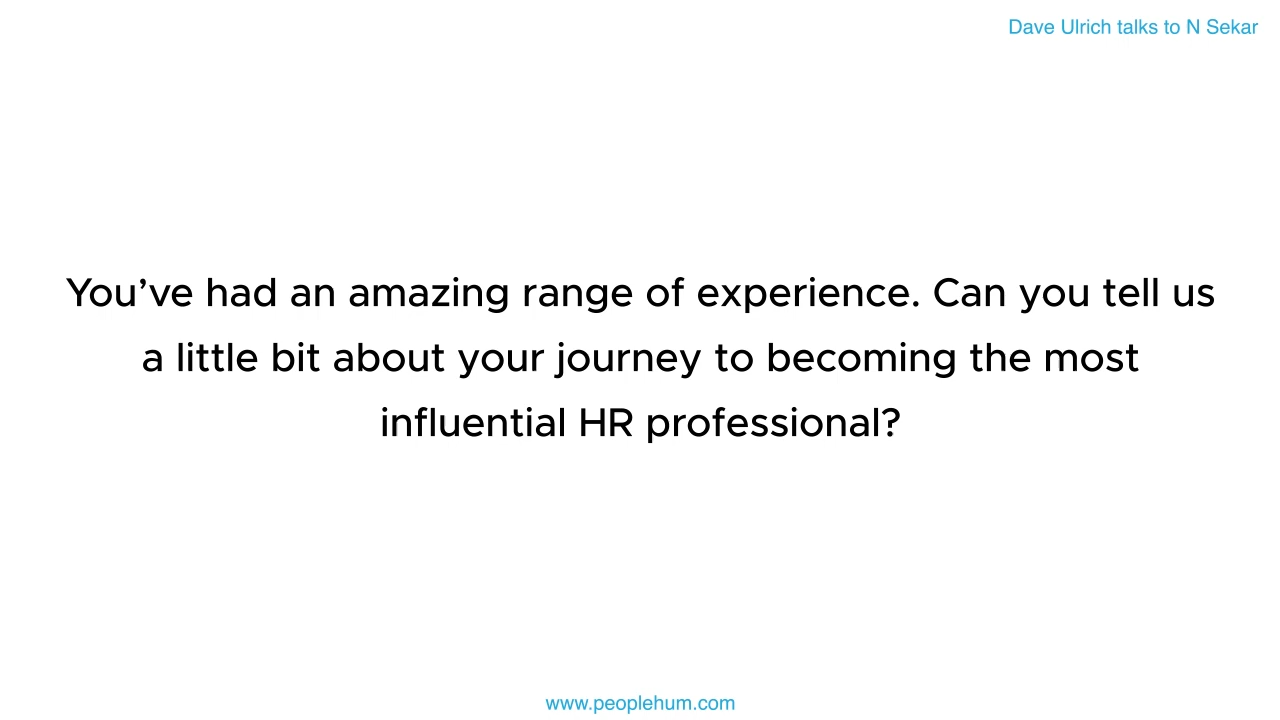 Dave Ulrich talks to N Sekar
You’ve had an amazing range of experience. Can you tell us
a little bit about your journey to becoming the most
influential HR professional?
www.peoplehum.com